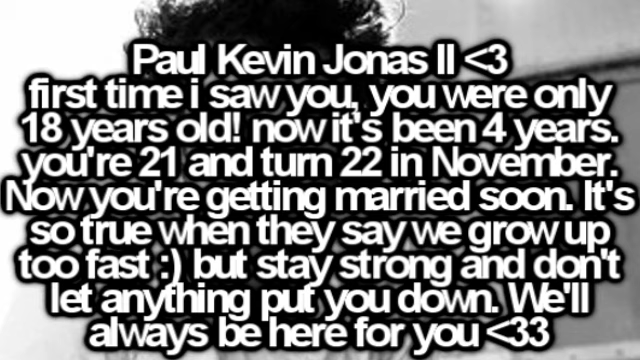 Paul Kevin Jonas II <3
first time i saw you, you were only
18 years old! now it's been 4 years.
you're 21 and turn 22 in November.
Now you're getting married soon. It's
so true when they say we grow up
too fast :) but stay strong and don't
let anything put you down. We'll
always be here for you <33